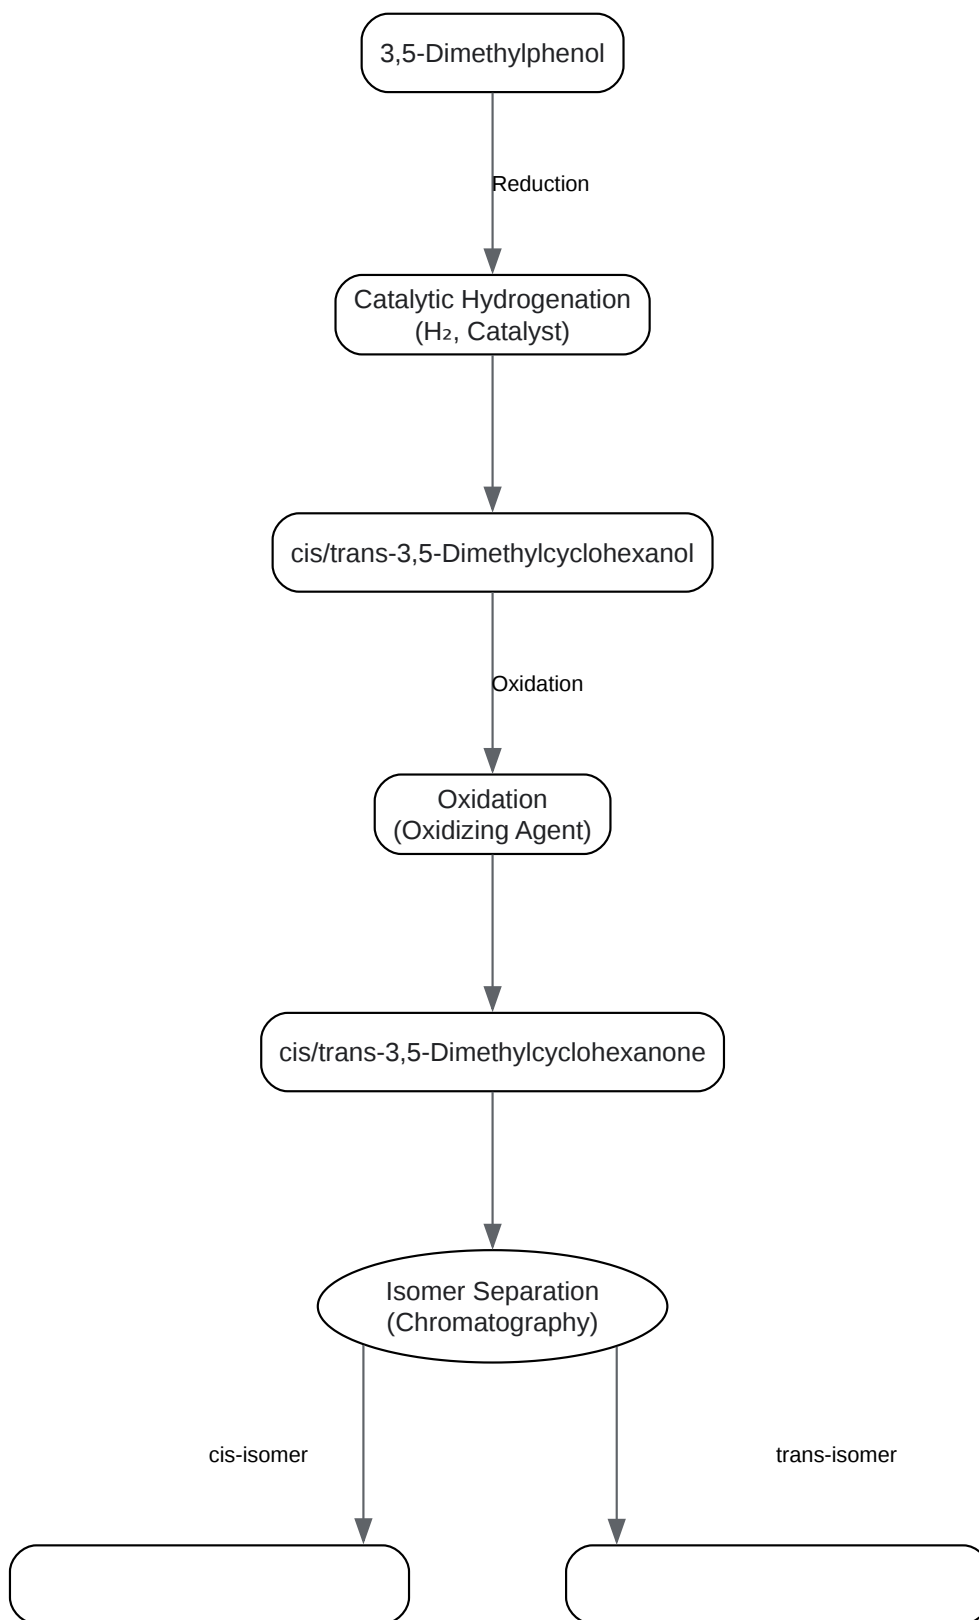 3,5-Dimethylphenol
Reduction
Catalytic Hydrogenation
(H₂, Catalyst)
cis/trans-3,5-Dimethylcyclohexanol
Oxidation
Oxidation
(Oxidizing Agent)
cis/trans-3,5-Dimethylcyclohexanone
Isomer Separation
(Chromatography)
cis-isomer
trans-isomer